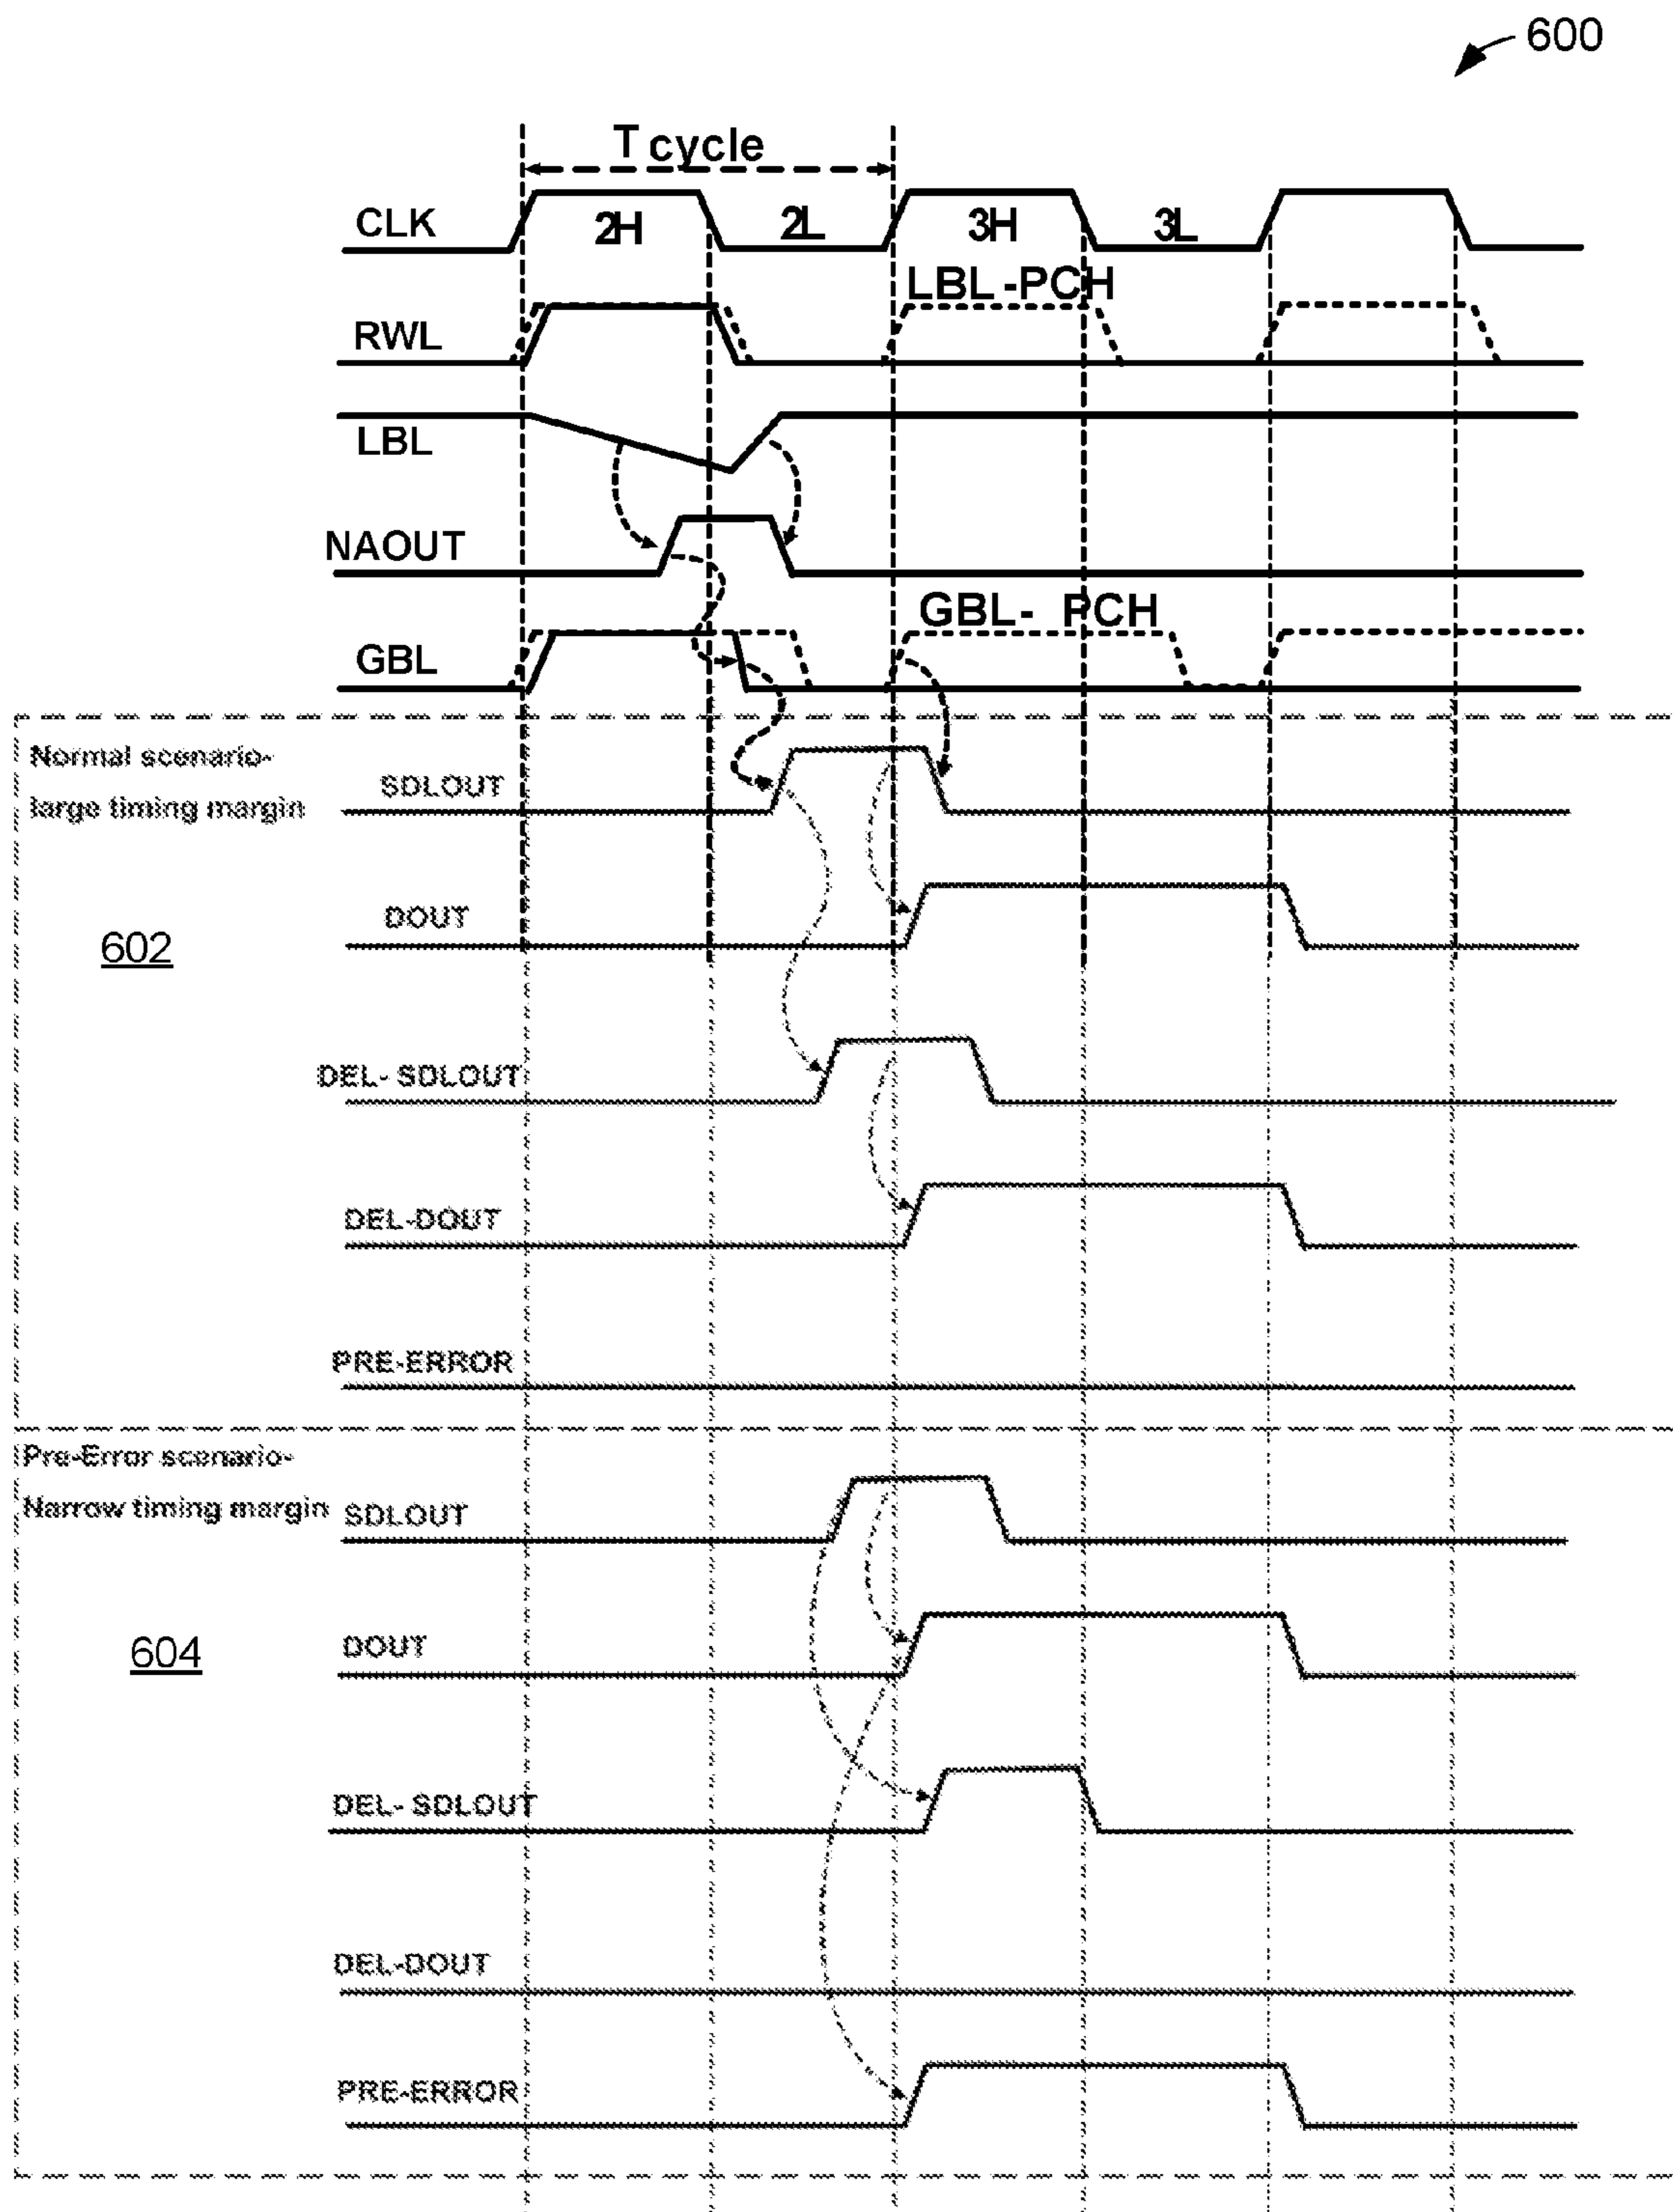 600
T cycle
CLK
2H
2L
3H
3L
LBL-PCH
RWL
LBL
NAOUT
GBL- PCH
GBL
Normal scenario-
large timing margin
SDLOUT
DOUT
602
DEL- SDLOUT
DEL-DOUT
PRE-ERROR
Pre-Error scenario-
Narrow timing margin
SDLOUT
DOUT
604
DEL- SDLOUT
DEL-DOUT
PRE-ERROR